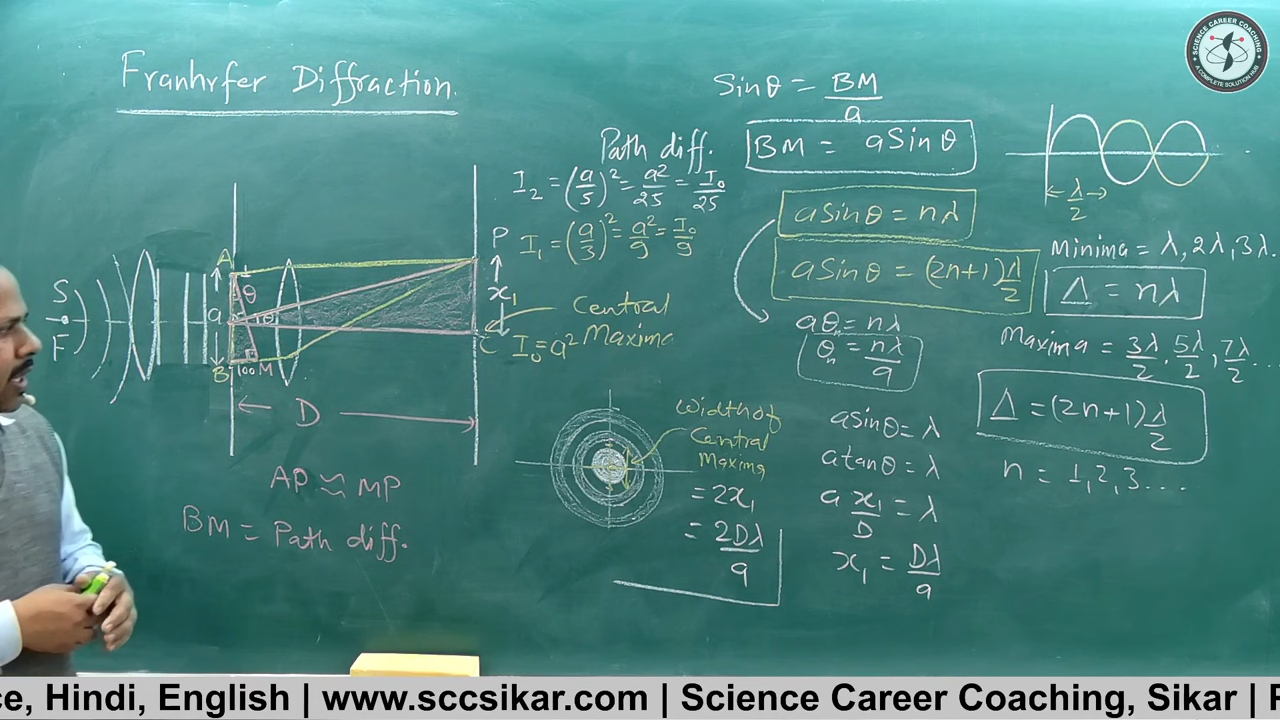 Franhrfer Diffraction.
S
F
A
a
B
θ
θ
100
M
D
P
x₁
C
Central
Maxima
I₀ = a²
AP ≈ MP
BM = Path diff.
Path diff.
I₂ = (a/5)² = a²/25 = I₀/25
I₁ = (a/3)² = a²/9 = I₀/9
Width of
Central
Maxima
= 2x₁
= 2Dλ/a
Sinθ = BM/a
BM = aSinθ
aSinθ = nλ
aSinθ = (2n+1)λ/2
aθₙ = nλ
θₙ = nλ/a
asinθ = λ
atanθ = λ
a x₁/D = λ
x₁ = Dλ/a
λ/2
Minima = λ, 2λ, 3λ.
Δ = nλ
Maxima = 3λ/2, 5λ/2, 7λ/2 ...
Δ = (2n+1)λ/2
n = 1, 2, 3 ....
SCIENCE CAREER COACHING
A COMPLETE SOLUTION HUB
ce, Hindi, English | www.sccsikar.com | Science Career Coaching, Sikar |